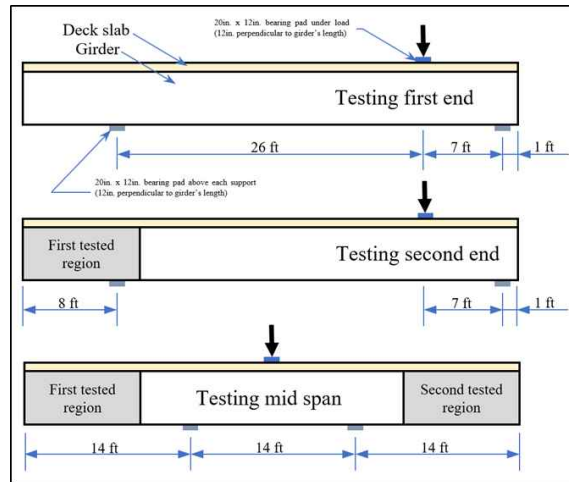 20in. x 12in. bearing pad under load
(12in. perpendicular to girder's length)
Deck slab
Girder
Testing first end
26 ft
7 ft
1 ft
20in. x 12in. bearing pad above each support
(12in. perpendicular to girder's length)
First tested
region
Testing second end
8 ft
7 ft
1 ft
First tested
region
Testing mid span
Second tested
region
14 ft
14 ft
14 ft